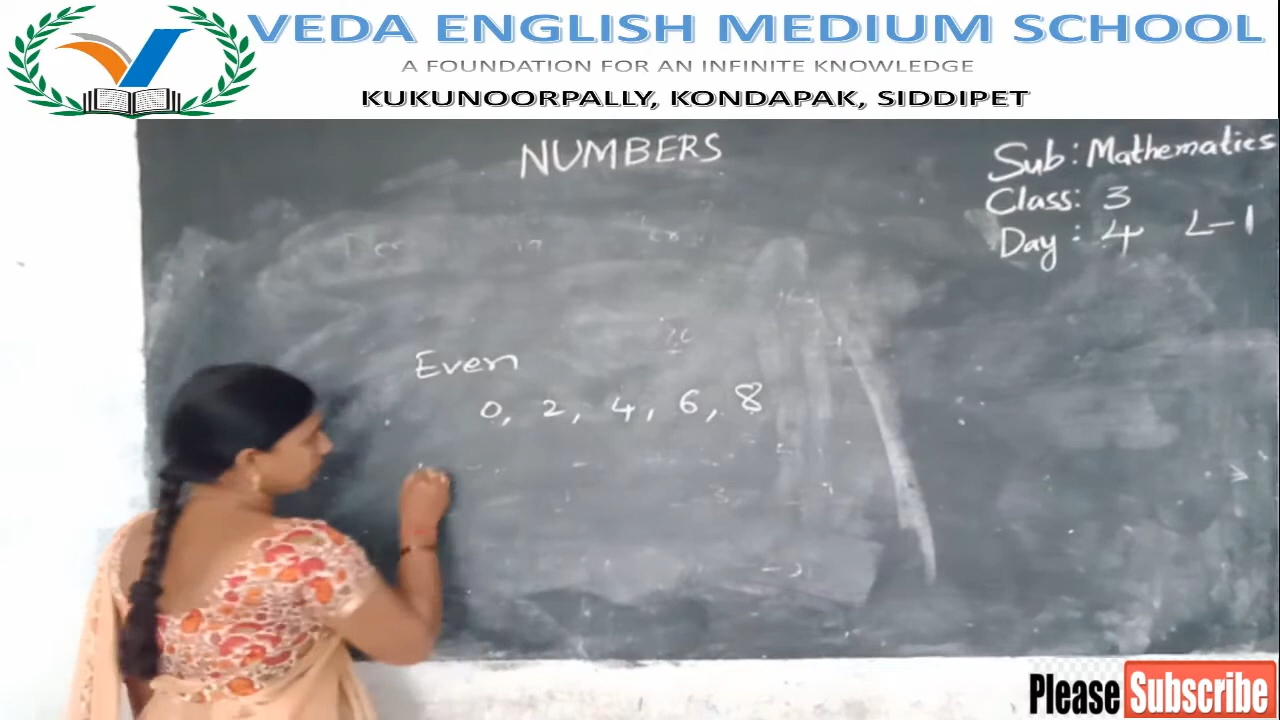 VEDA ENGLISH MEDIUM SCHOOL
A FOUNDATION FOR AN INFINITE KNOWLEDGE
KUKUNOORPALLY, KONDAPAK, SIDDIPET
NUMBERS
Sub: Mathematics
Class: 3
Day: 4 L-1
Even
0, 2, 4, 6, 8
Please Subscribe